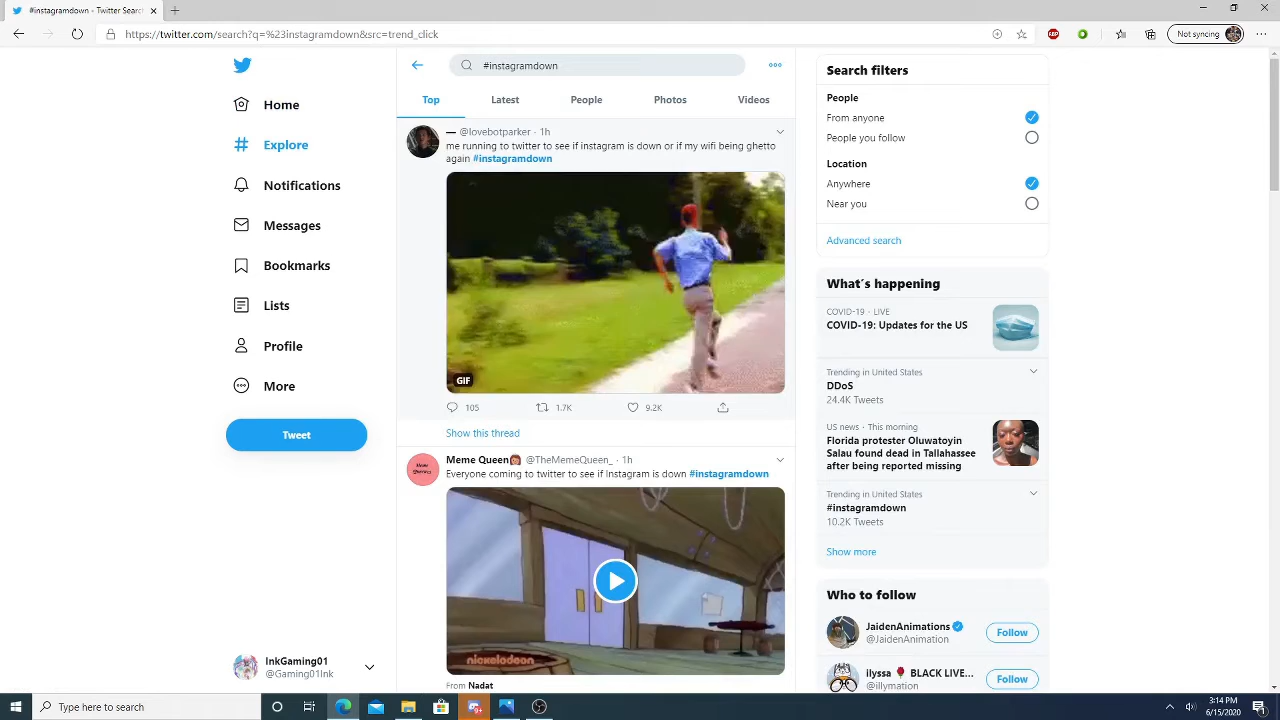 #instagramdown - Twitter Searc
https://twitter.com/search?q=%23instagramdown&src=trend_click
ABP
Not syncing
Home
Explore
Notifications
Messages
Bookmarks
Lists
Profile
More
Tweet
InkGaming01
@Gaming01Ink
#instagramdown
Top
Latest
People
Photos
Videos
@lovebotparker · 1h
me running to twitter to see if instagram is down or if my wifi being ghetto
again #instagramdown
GIF
105
1.7K
9.2K
Show this thread
Meme Queen @TheMemeQueen_ · 1h
Everyone coming to twitter to see if Instagram is down #instagramdown
nickelodeon
From Nadat
Search filters
People
From anyone
People you follow
Location
Anywhere
Near you
Advanced search
What's happening
COVID-19 · LIVE
COVID-19: Updates for the US
Trending in United States
DDoS
24.4K Tweets
US news · This morning
Florida protester Oluwatoyin
Salau found dead in Tallahassee
after being reported missing
Trending in United States
#instagramdown
10.2K Tweets
Show more
Who to follow
JaidenAnimations
@JaidenAnimation
Follow
ilyssa 🌹 BLACK LIVE...
@illymation
Follow
Type here to search
3:14 PM
6/15/2020